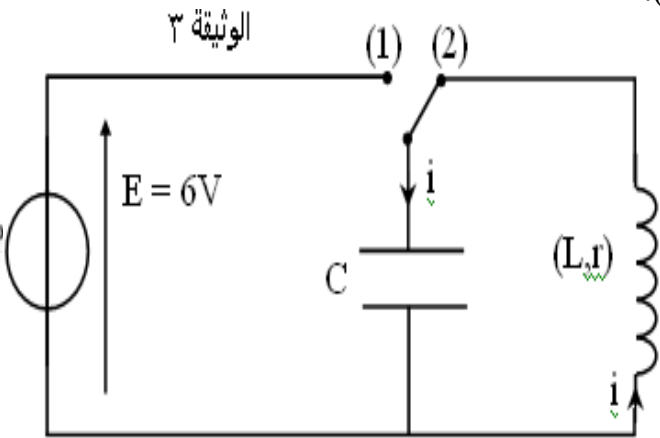 الوثيقة ٣
(1) (2)
E = 6V
i
C
(L,r)
i